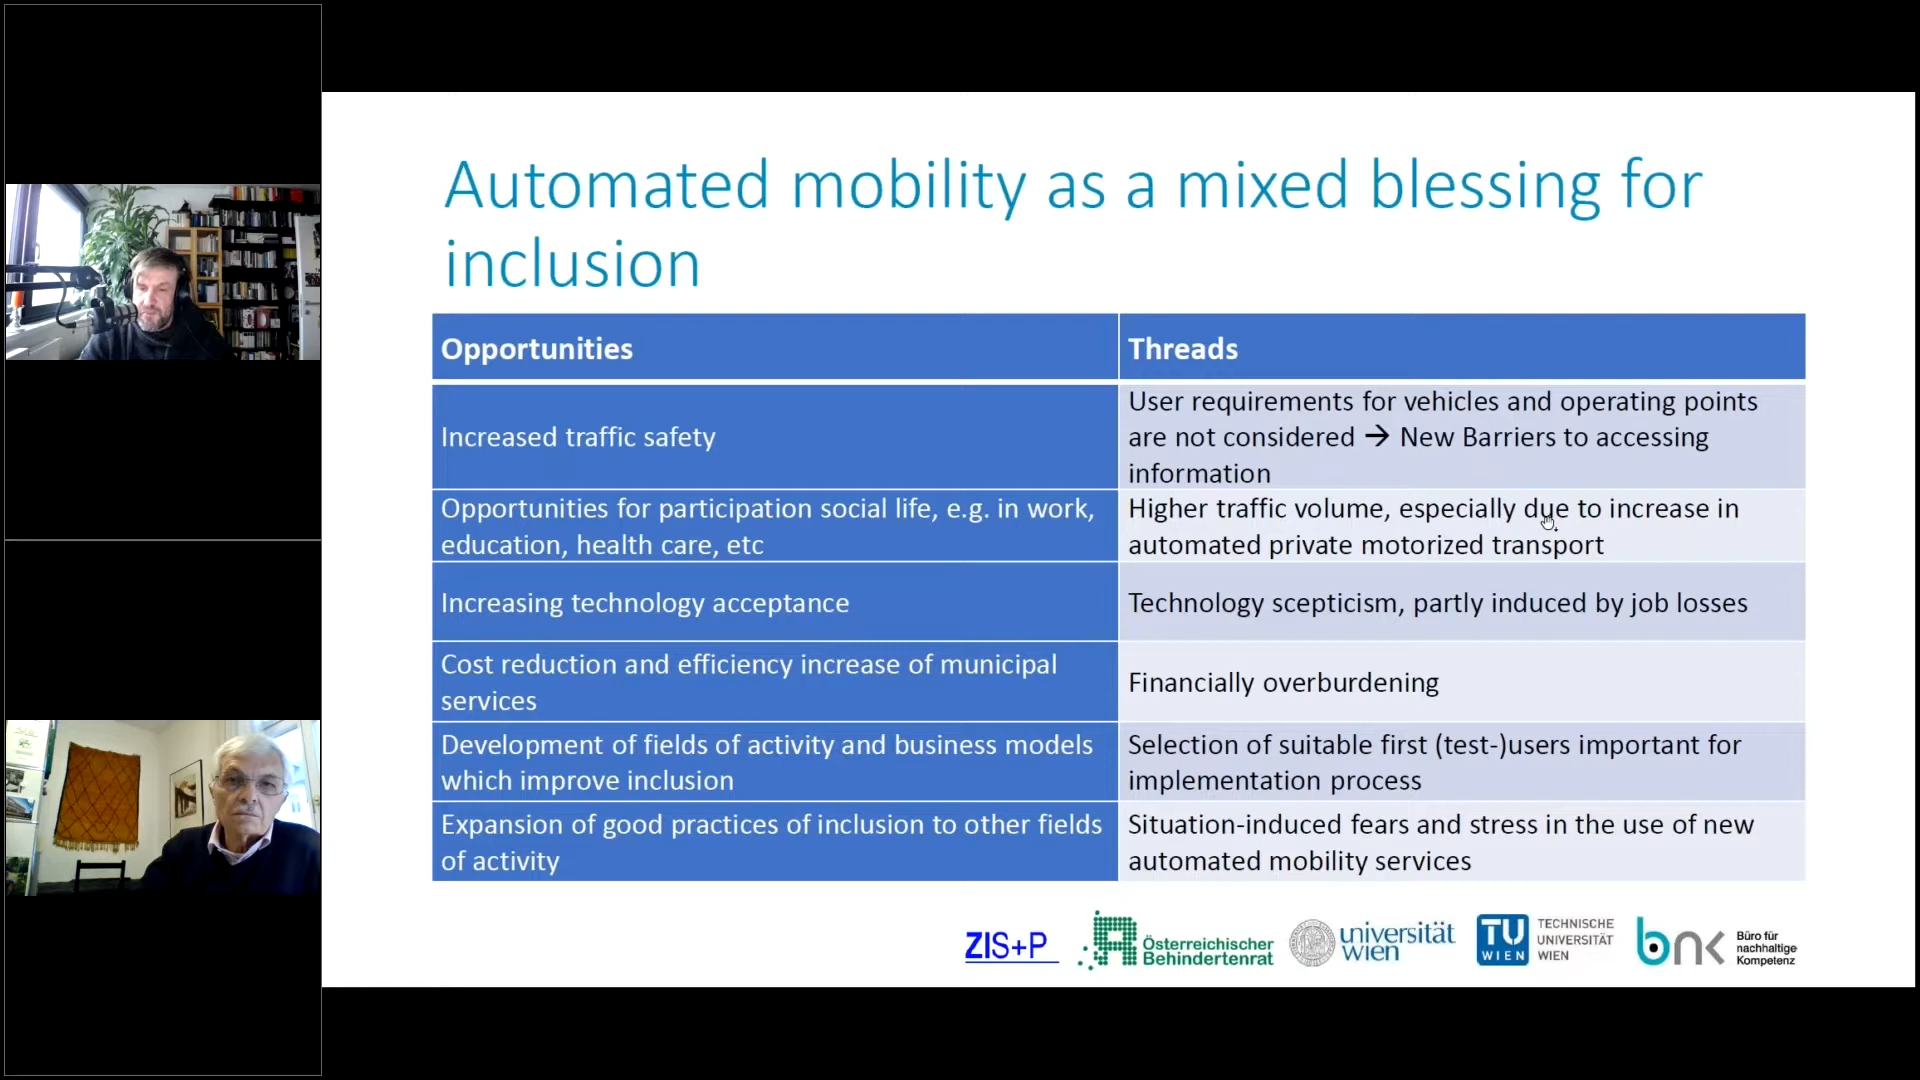 Automated mobility as a mixed blessing for
inclusion
Opportunities
Threads
Increased traffic safety
User requirements for vehicles and operating points
are not considered → New Barriers to accessing
information
Opportunities for participation social life, e.g. in work,
education, health care, etc
Higher traffic volume, especially due to increase in
automated private motorized transport
Increasing technology acceptance
Technology scepticism, partly induced by job losses
Cost reduction and efficiency increase of municipal
services
Financially overburdening
Development of fields of activity and business models
which improve inclusion
Selection of suitable first (test-)users important for
implementation process
Expansion of good practices of inclusion to other fields
of activity
Situation-induced fears and stress in the use of new
automated mobility services
ZIS+P
Österreichischer
Behindertenrat
universität
wien
TU
WIEN
TECHNISCHE
UNIVERSITÄT
WIEN
bnk
Büro für
nachhaltige
Kompetenz